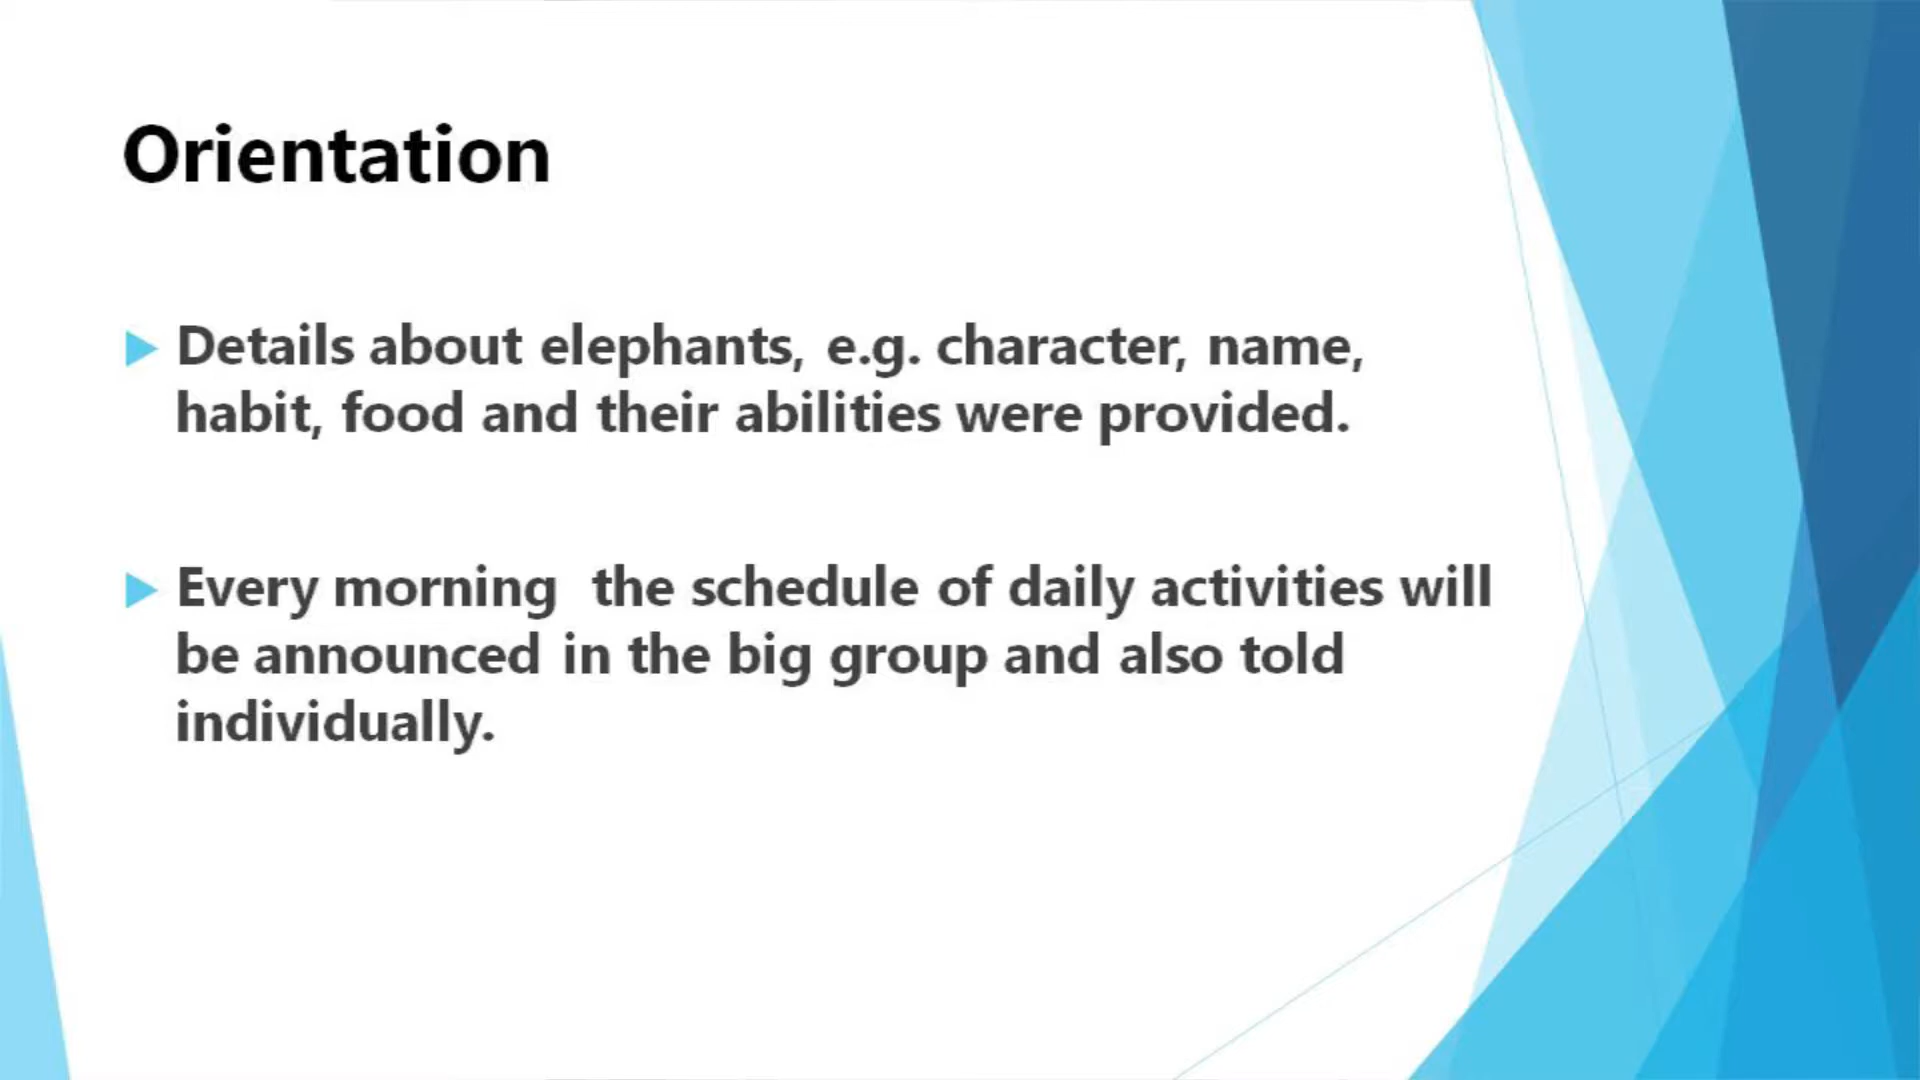 Orientation
Details about elephants, e.g. character, name,
habit, food and their abilities were provided.
Every morning  the schedule of daily activities will
be announced in the big group and also told
individually.